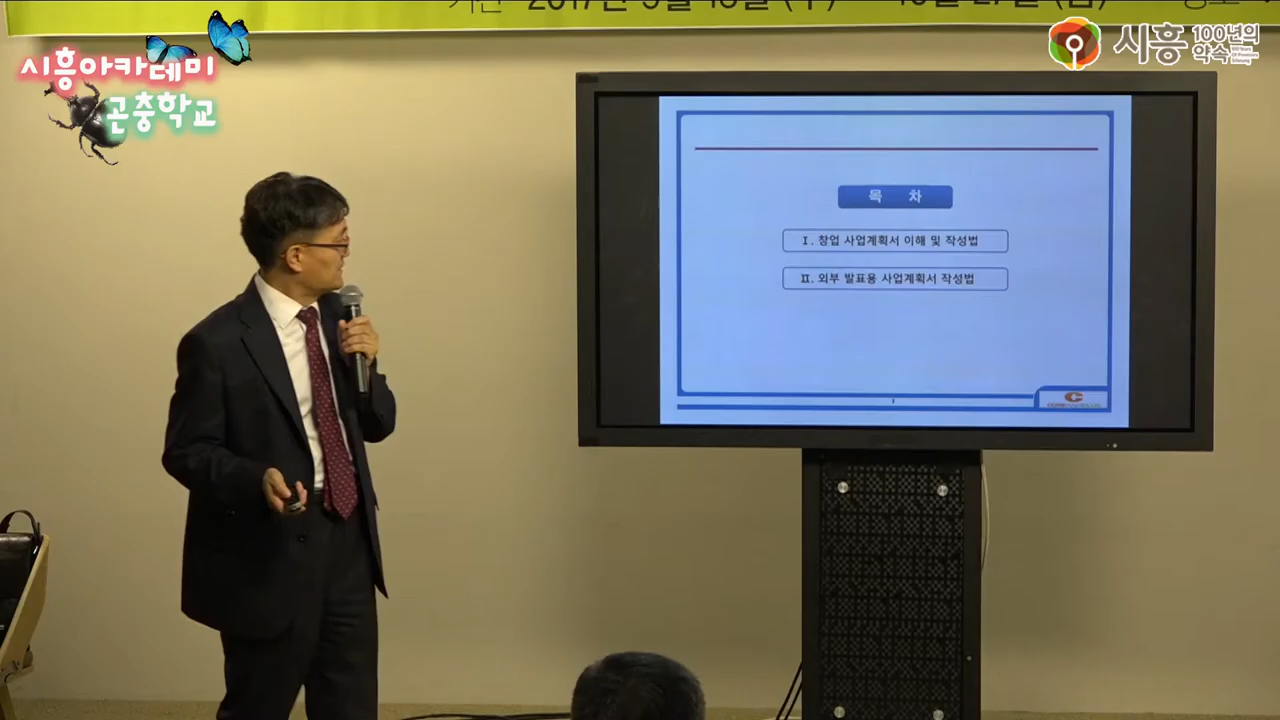 시흥아카데미
곤충학교
시흥 100년의
약속
목 차
Ⅰ. 창업 사업계획서 이해 및 작성법
Ⅱ. 외부 발표용 사업계획서 작성법